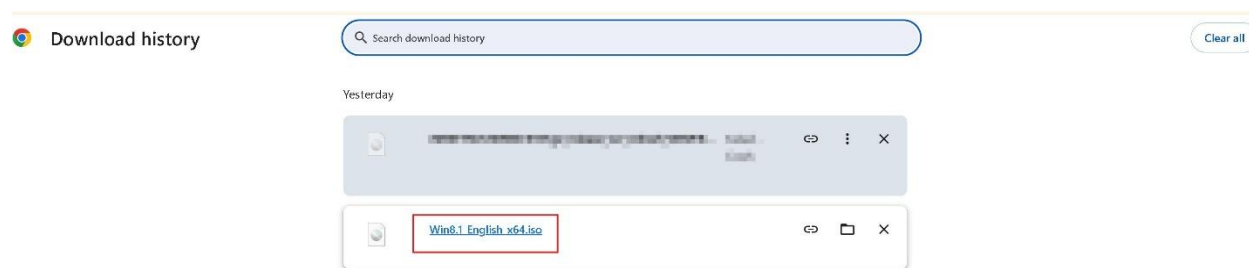 Download history
Search download history
Clear all
Yesterday
Win8.1 English x64.iso